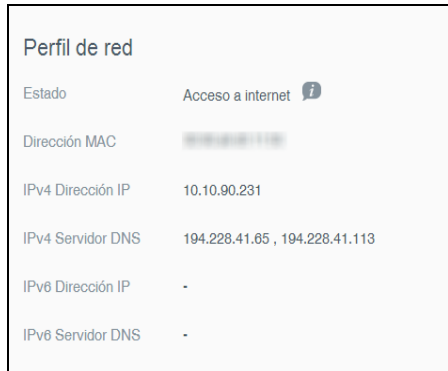 Perfil de red
Estado Acceso a internet i
Dirección MAC
IPv4 Dirección IP 10.10.90.231
IPv4 Servidor DNS 194.228.41.65 , 194.228.41.113
IPv6 Dirección IP -
IPv6 Servidor DNS -